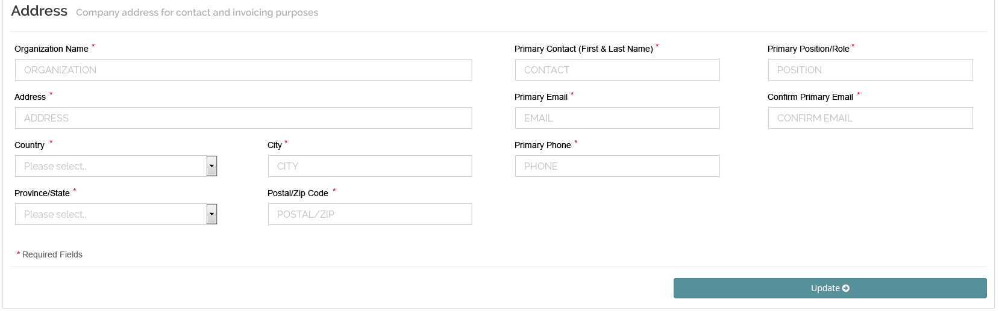 Address Company address for contact and invoicing purposes
Organization Name * Primary Contact (First & Last Name) * Primary Position/Role *
ORGANIZATION CONTACT POSITION
Address * Primary Email * Confirm Primary Email *
ADDRESS EMAIL CONFIRM EMAIL
Country * City * Primary Phone *
Please select.. CITY PHONE
Province/State * Postal/Zip Code *
Please select.. POSTAL/ZIP
* Required Fields
Update